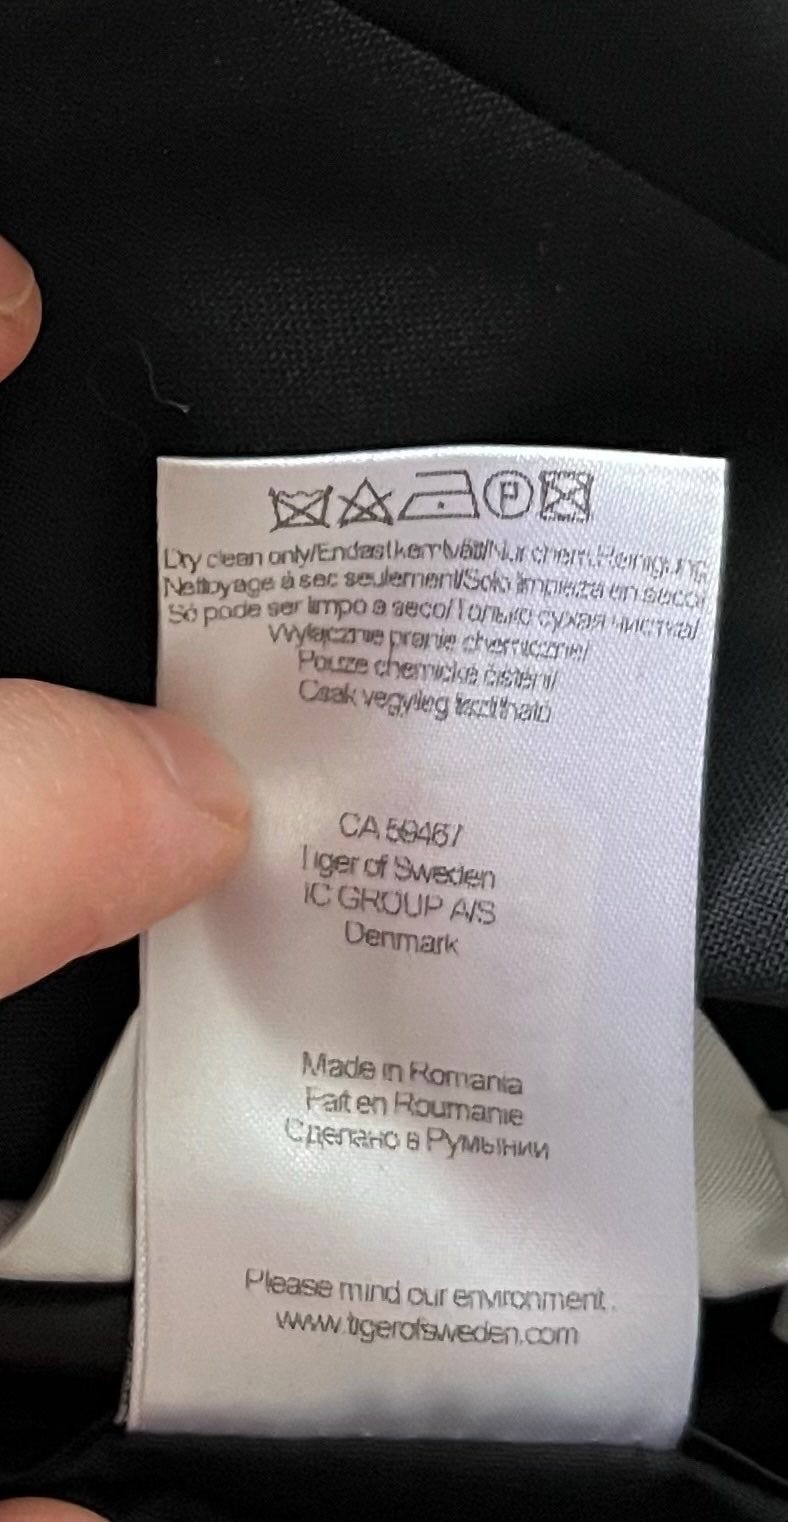 P
Dry clean only/Endast kemtvätt/Nur chem.Reinigung
Nettoyage à sec seulement/Solo limpieza en seco/
Só pode ser limpo a seco/Только сухая чистка/
Wyłącznie pranie chemiczne/
Pouze chemické čistění/
Csak vegyileg tisztítható
CA 59467
Tiger of Sweden
IC GROUP A/S
Denmark
Made in Romania
Fait en Roumanie
Сделано в Румынии
Please mind our environment.
www.tigerofsweden.com